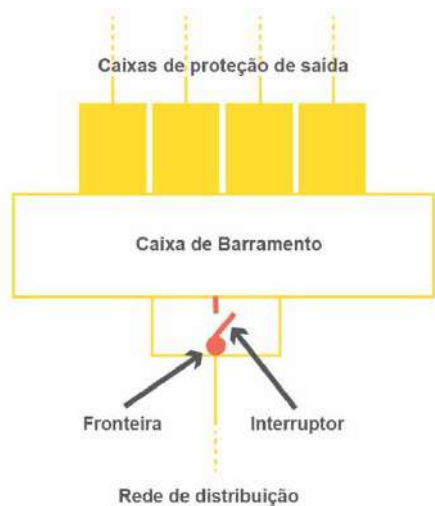 Caixas de proteção de saída
Caixa de Barramento
Fronteira
Interruptor
Rede de distribuição